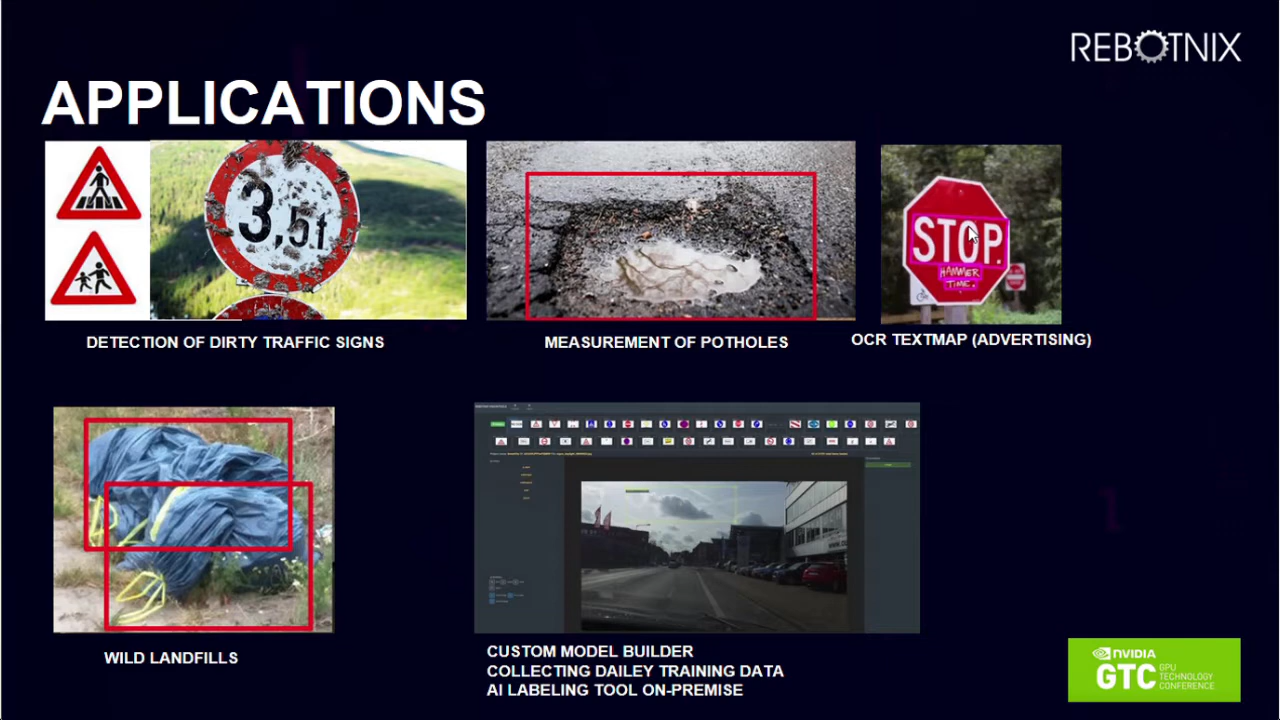 REBOTNIX
APPLICATIONS
3,5t
STOP
HAMMER
TIME.
DETECTION OF DIRTY TRAFFIC SIGNS
MEASUREMENT OF POTHOLES
OCR TEXTMAP (ADVERTISING)
WILD LANDFILLS
CUSTOM MODEL BUILDER
COLLECTING DAILEY TRAINING DATA
AI LABELING TOOL ON-PREMISE
NVIDIA
GTC
GPU
TECHNOLOGY
CONFERENCE